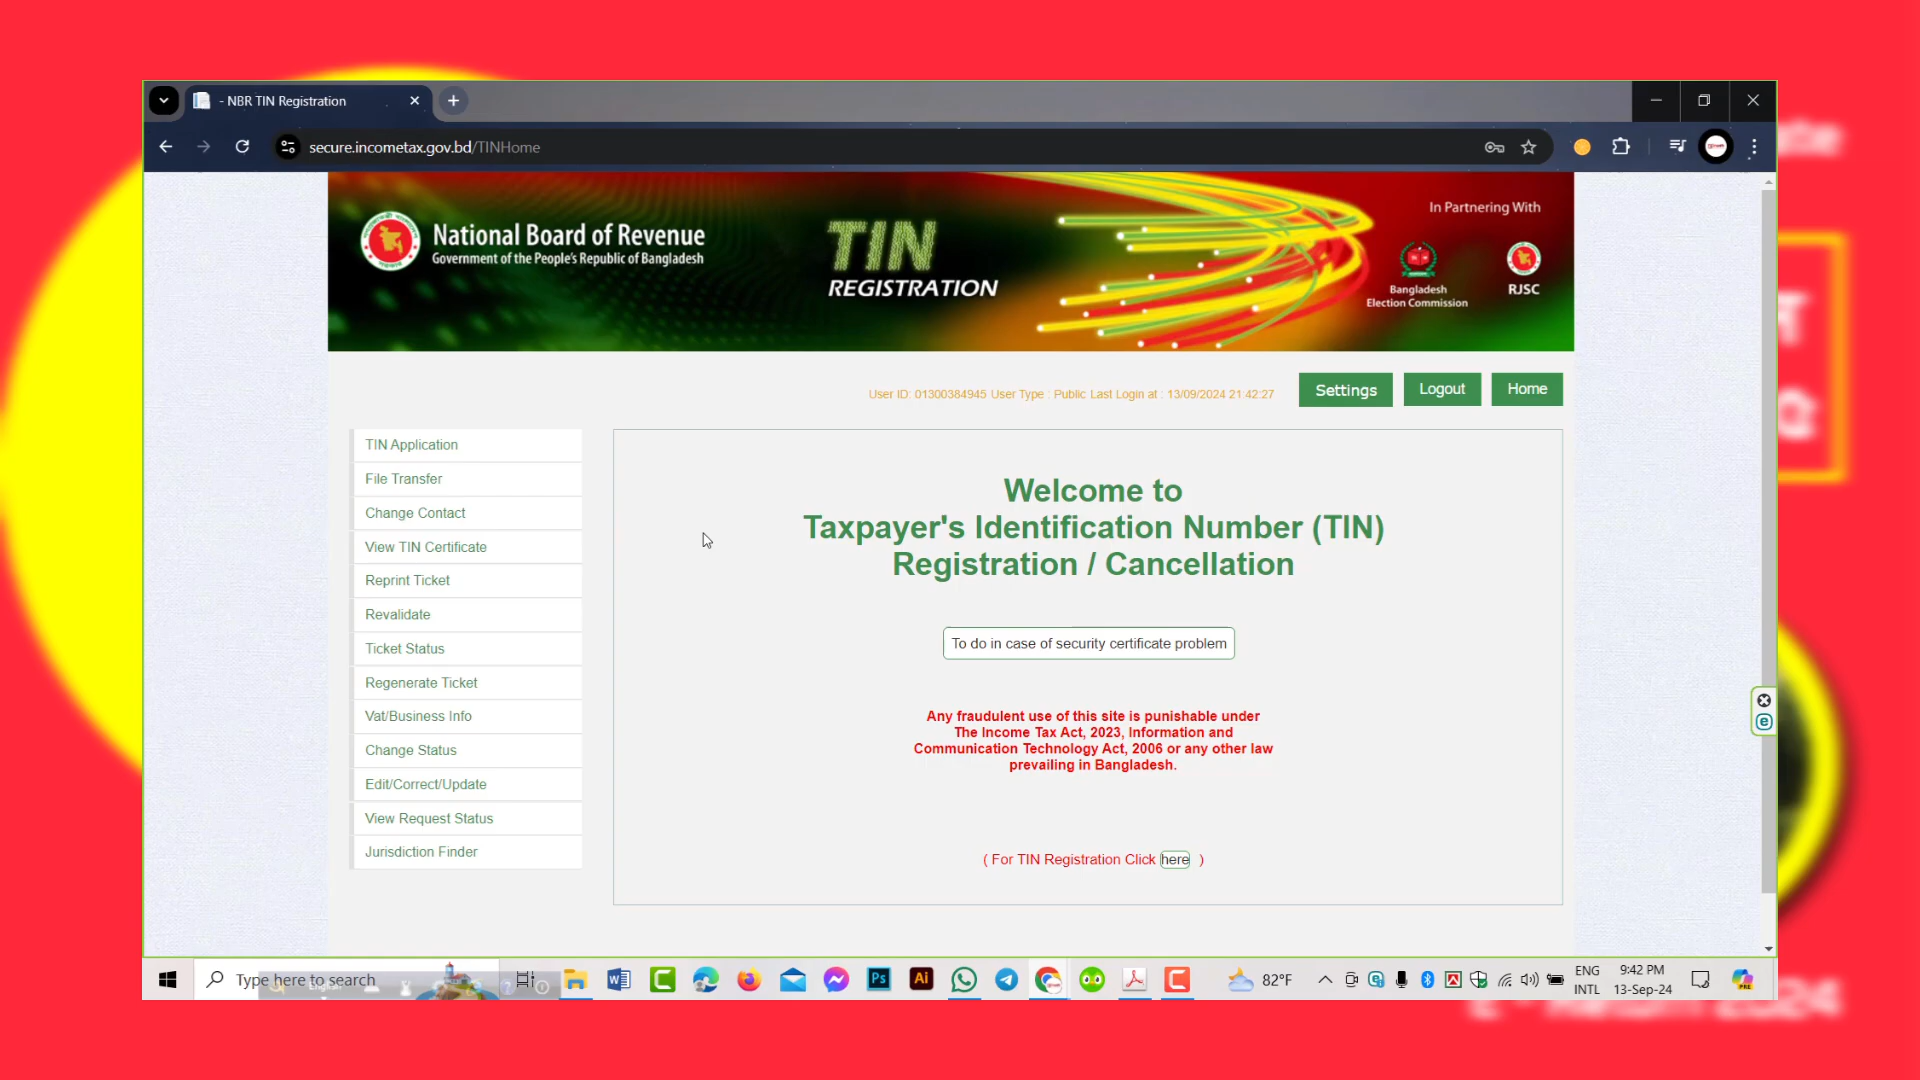 - NBR TIN Registration
secure.incometax.gov.bd/TINHome
National Board of Revenue
Government of the People's Republic of Bangladesh
TIN
REGISTRATION
In Partnering With
Bangladesh
Election Commission
RJSC
User ID: 01300384945 User Type : Public Last Login at : 13/09/2024 21:42:27
Settings
Logout
Home
TIN Application
File Transfer
Change Contact
View TIN Certificate
Reprint Ticket
Revalidate
Ticket Status
Regenerate Ticket
Vat/Business Info
Change Status
Edit/Correct/Update
View Request Status
Jurisdiction Finder
Welcome to
Taxpayer's Identification Number (TIN)
Registration / Cancellation
To do in case of security certificate problem
Any fraudulent use of this site is punishable under
The Income Tax Act, 2023, Information and
Communication Technology Act, 2006 or any other law
prevailing in Bangladesh.
( For TIN Registration Click here )
Type here to search
Ps
Ai
82°F
ENG
INTL
9:42 PM
13-Sep-24
2024